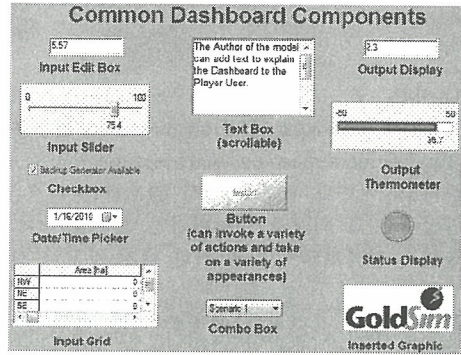 Common Dashboard Components
5.57
Input Edit Box
0 100
75.4
Input Slider
Backup Generator Available
Checkbox
1/16/2010
Date/Time Picker
Area [ha]
NW 0
NE 0
SE 0
Input Grid
The Author of the model
can add text to explain
the Dashboard to the
Player User.
Text Box
(scrollable)
Button
(can invoke a variety
of actions and take
on a variety of
appearances)
Scenario 1
Combo Box
2.3
Output Display
-50 50
Output
Thermometer
Status Display
GoldSim
Inserted Graphic